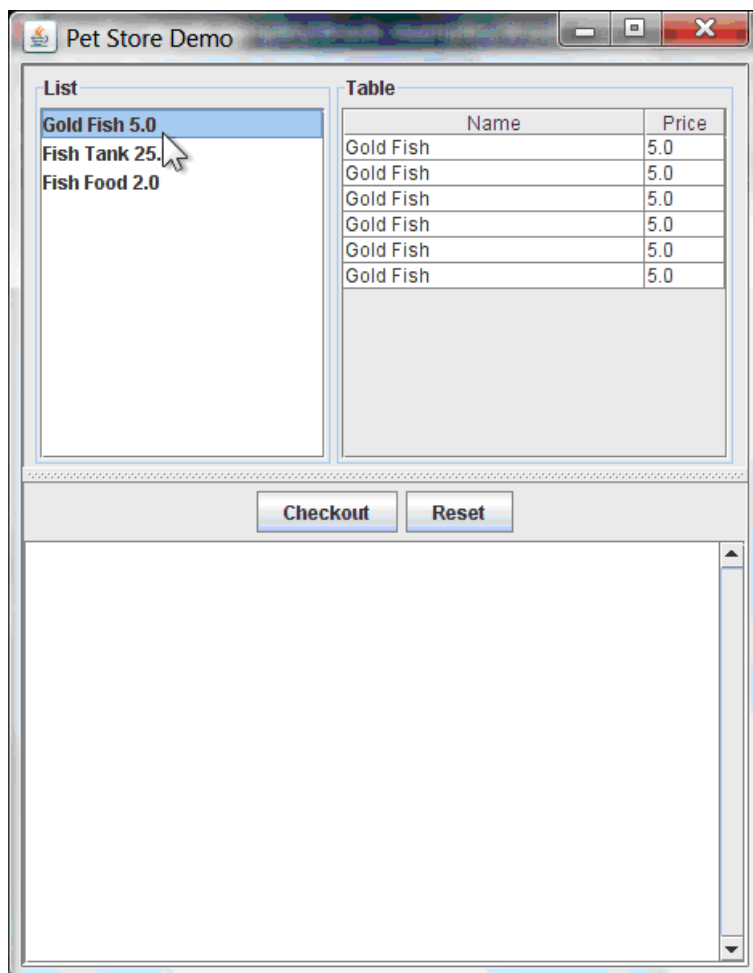 Pet Store Demo
List
Gold Fish 5.0
Fish Tank 25.
Fish Food 2.0
Table
Name Price
Gold Fish 5.0
Gold Fish 5.0
Gold Fish 5.0
Gold Fish 5.0
Gold Fish 5.0
Gold Fish 5.0
Checkout Reset